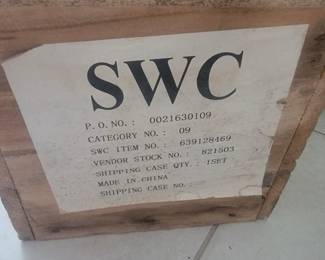 SWC
P.O.NO.: 0021630109
CATEGORY NO.: 09
SWC ITEM NO.: 639128469
VENDOR STOCK NO.: 821503
SHIPPING CASE QTY.: 1SET
MADE IN CHINA
SHIPPING CASE NO.: